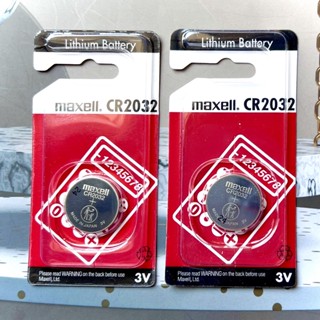 Lithium Battery
maxell. CR2032
12345678
maxell
CR2032
+
Please read WARNING on the back before use
Maxell, Ltd.
3V
Lithium Battery
maxell. CR2032
12345678
maxell
CR2032
+
Please read WARNING on the back before use
Maxell, Ltd.
3V